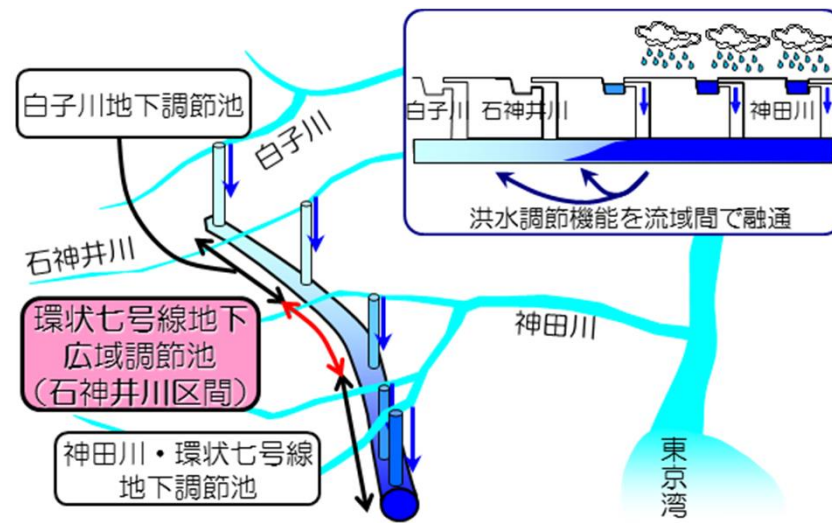 白子川地下調節池
白子川
石神井川
環状七号線地下
広域調節池
(石神井川区間)
神田川・環状七号線
地下調節池
神田川
東京湾
白子川
石神井川
神田川
洪水調節機能を流域間で融通